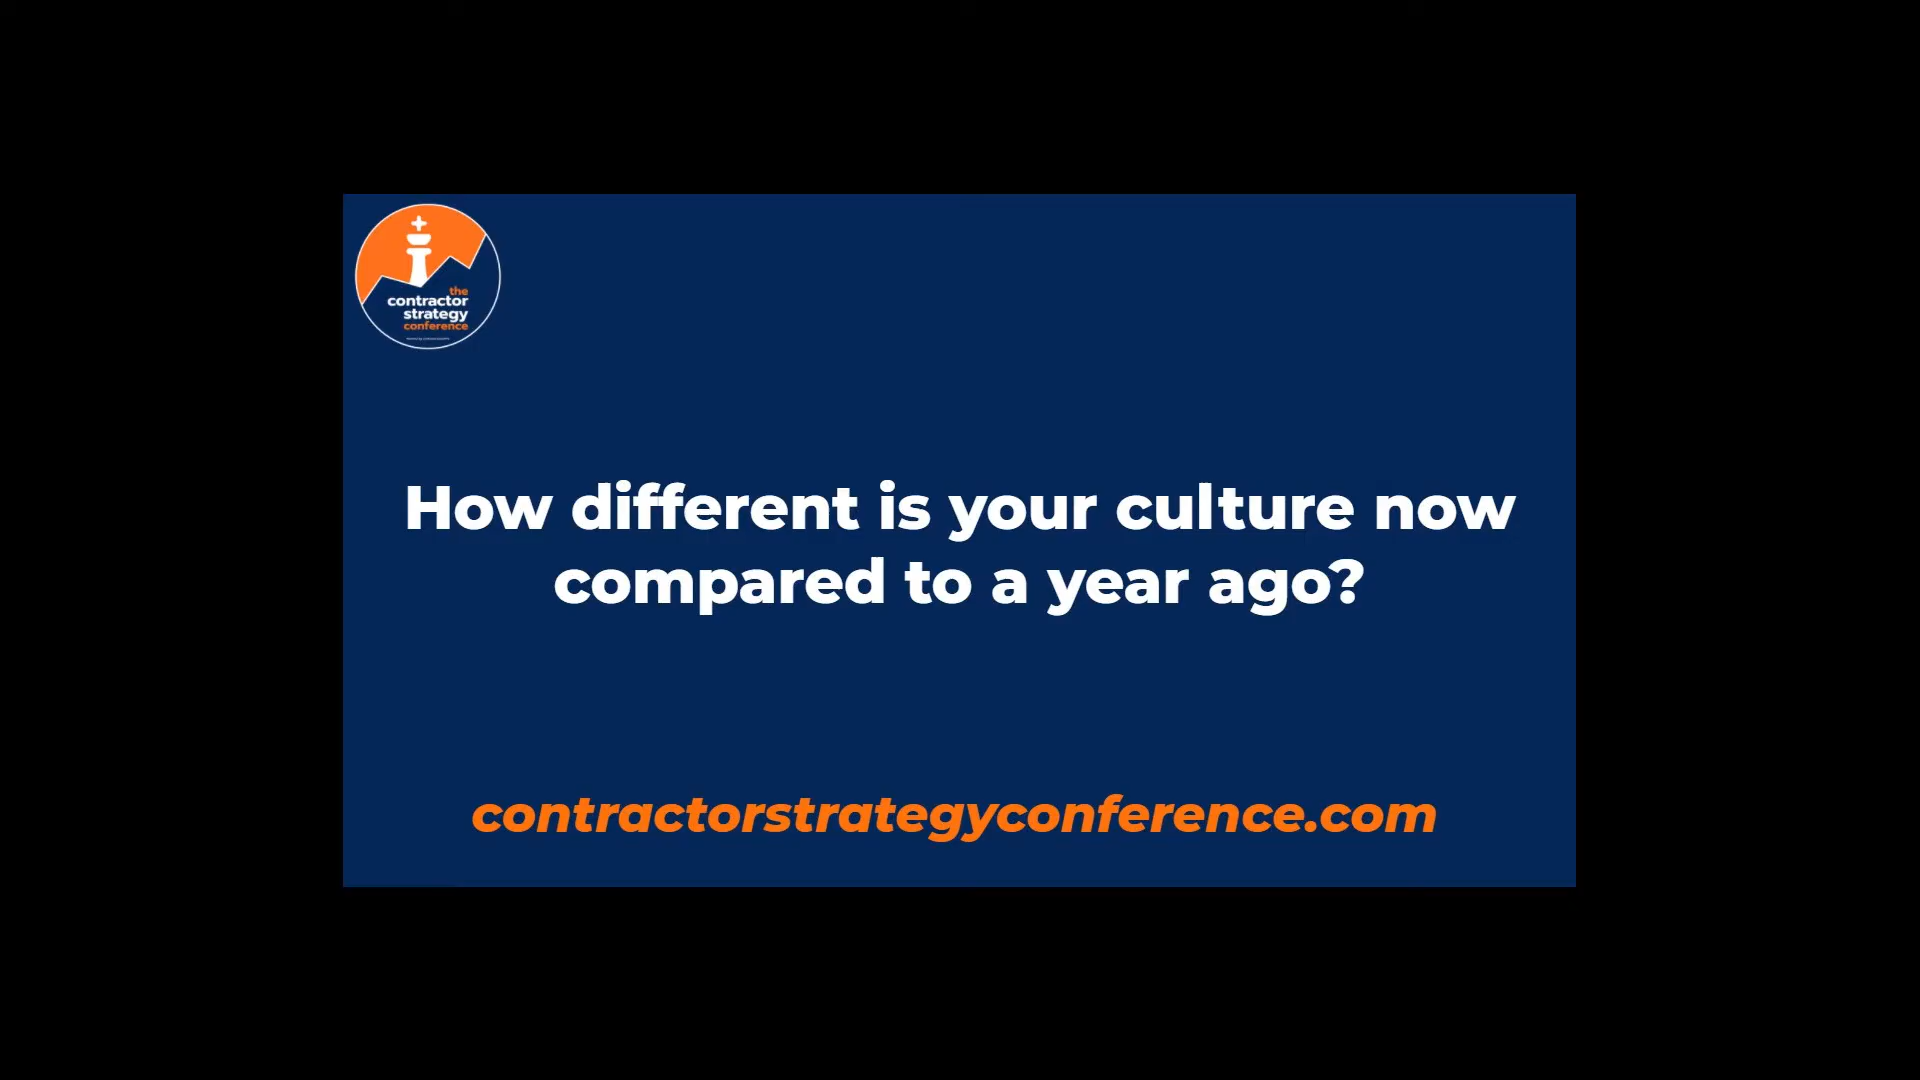 the
contractor
strategy
conference
How different is your culture now
compared to a year ago?
contractorstrategyconference.com